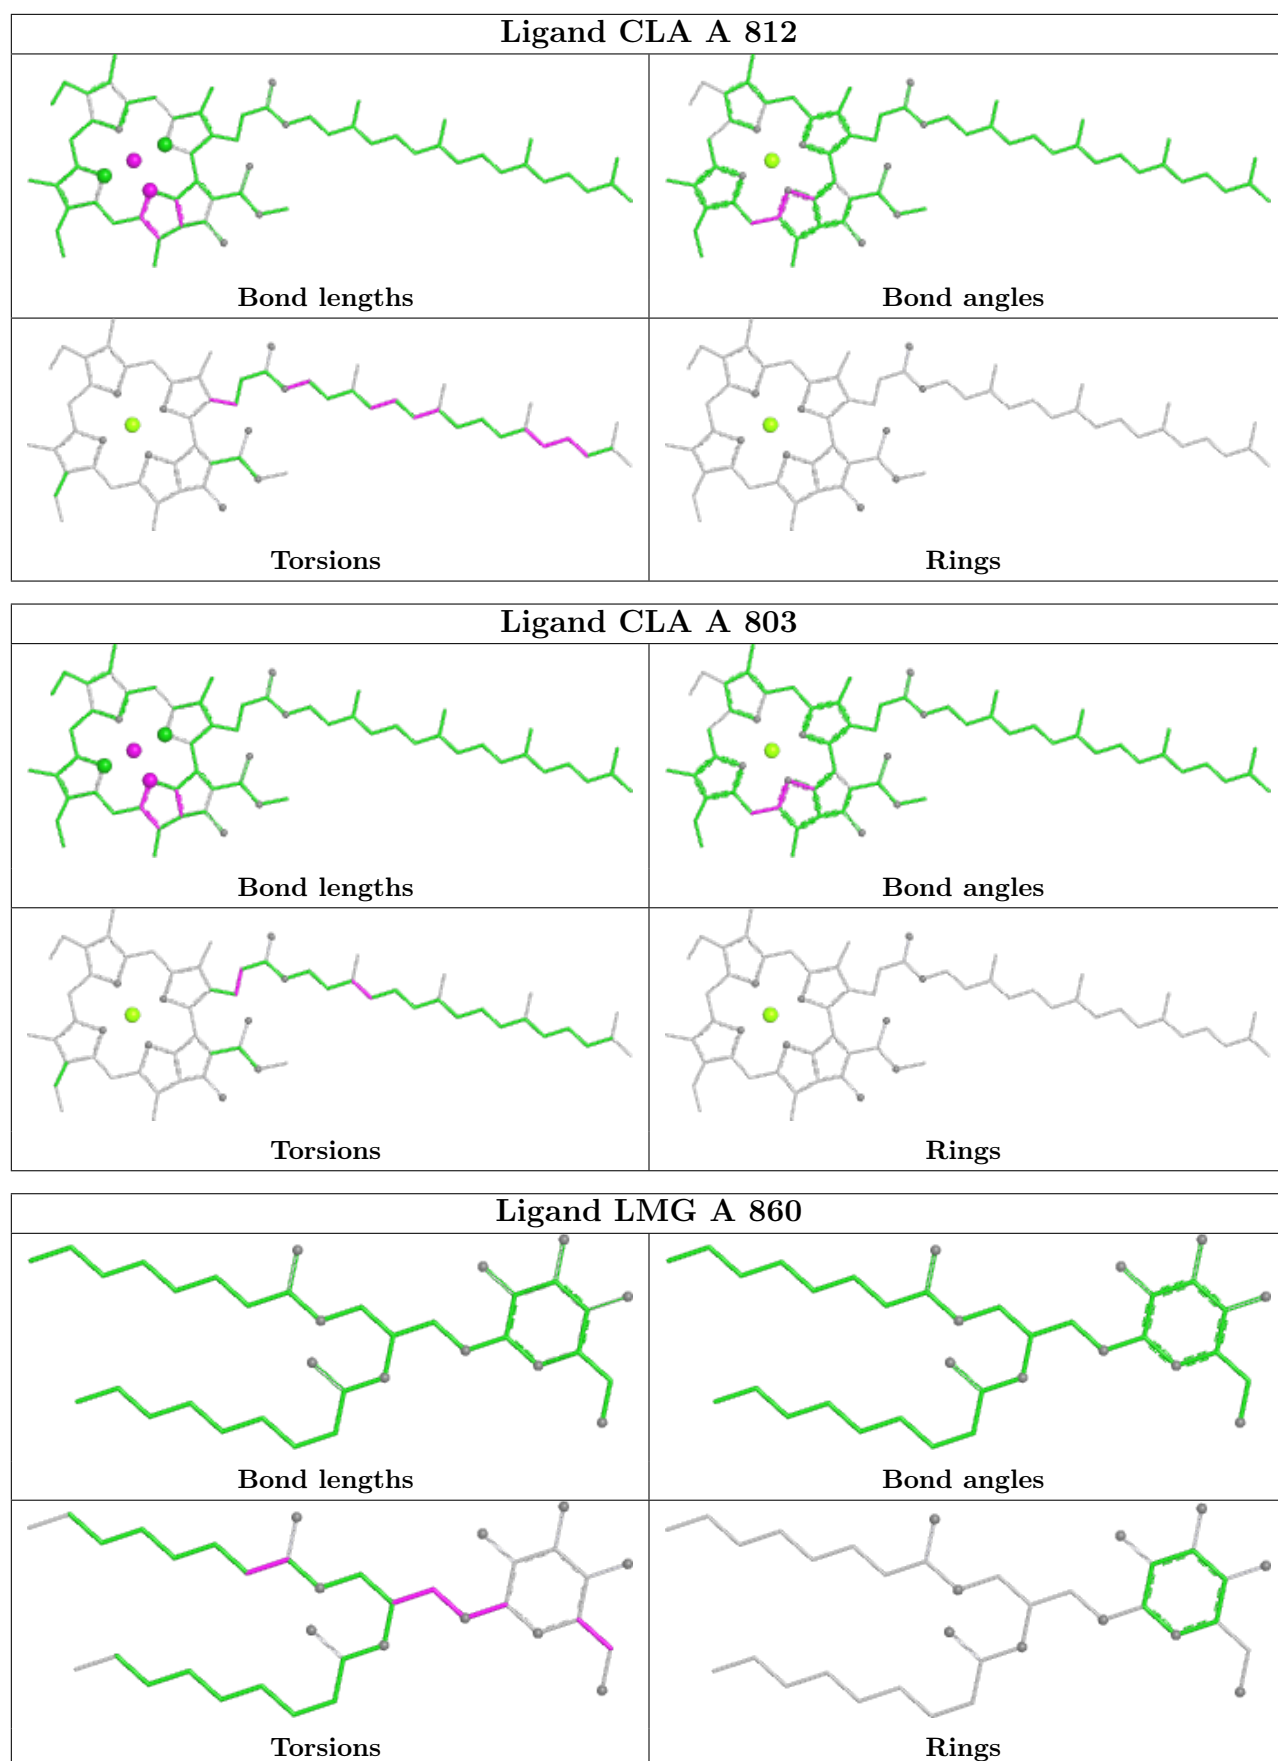 Ligand CLA A 812
Bond lengths
Bond angles
Torsions
Rings
Ligand CLA A 803
Bond lengths
Bond angles
Torsions
Rings
Ligand LMG A 860
Bond lengths
Bond angles
Torsions
Rings